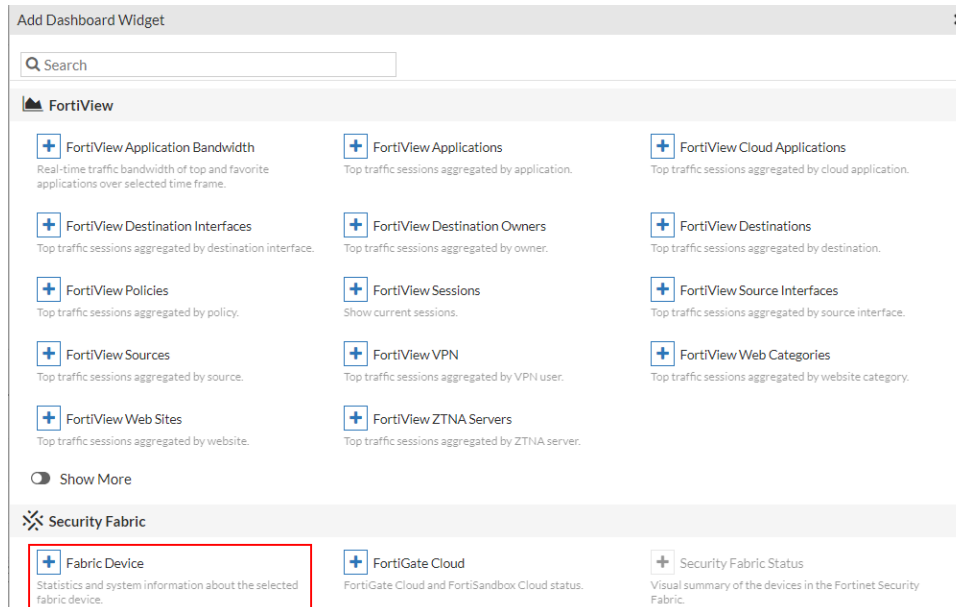 Add Dashboard Widget
Search
FortiView
FortiView Application Bandwidth
Real-time traffic bandwidth of top and favorite
applications over selected time frame.
FortiView Applications
Top traffic sessions aggregated by application.
FortiView Cloud Applications
Top traffic sessions aggregated by cloud application.
FortiView Destination Interfaces
Top traffic sessions aggregated by destination interface.
FortiView Destination Owners
Top traffic sessions aggregated by owner.
FortiView Destinations
Top traffic sessions aggregated by destination.
FortiView Policies
Top traffic sessions aggregated by policy.
FortiView Sessions
Show current sessions.
FortiView Source Interfaces
Top traffic sessions aggregated by source interface.
FortiView Sources
Top traffic sessions aggregated by source.
FortiView VPN
Top traffic sessions aggregated by VPN user.
FortiView Web Categories
Top traffic sessions aggregated by website category.
FortiView Web Sites
Top traffic sessions aggregated by website.
FortiView ZTNA Servers
Top traffic sessions aggregated by ZTNA server.
Show More
Security Fabric
Fabric Device
Statistics and system information about the selected
fabric device.
FortiGate Cloud
FortiGate Cloud and FortiSandbox Cloud status.
Security Fabric Status
Visual summary of the devices in the Fortinet Security
Fabric.